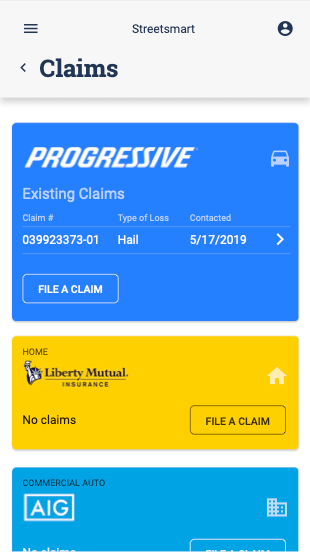 Streetsmart
Claims
PROGRESSIVE
Existing Claims
Claim # Type of Loss Contacted
039923373-01 Hail 5/17/2019
FILE A CLAIM
HOME
Liberty Mutual.
INSURANCE
No claims FILE A CLAIM
COMMERCIAL AUTO
AIG
No claims FILE A CLAIM